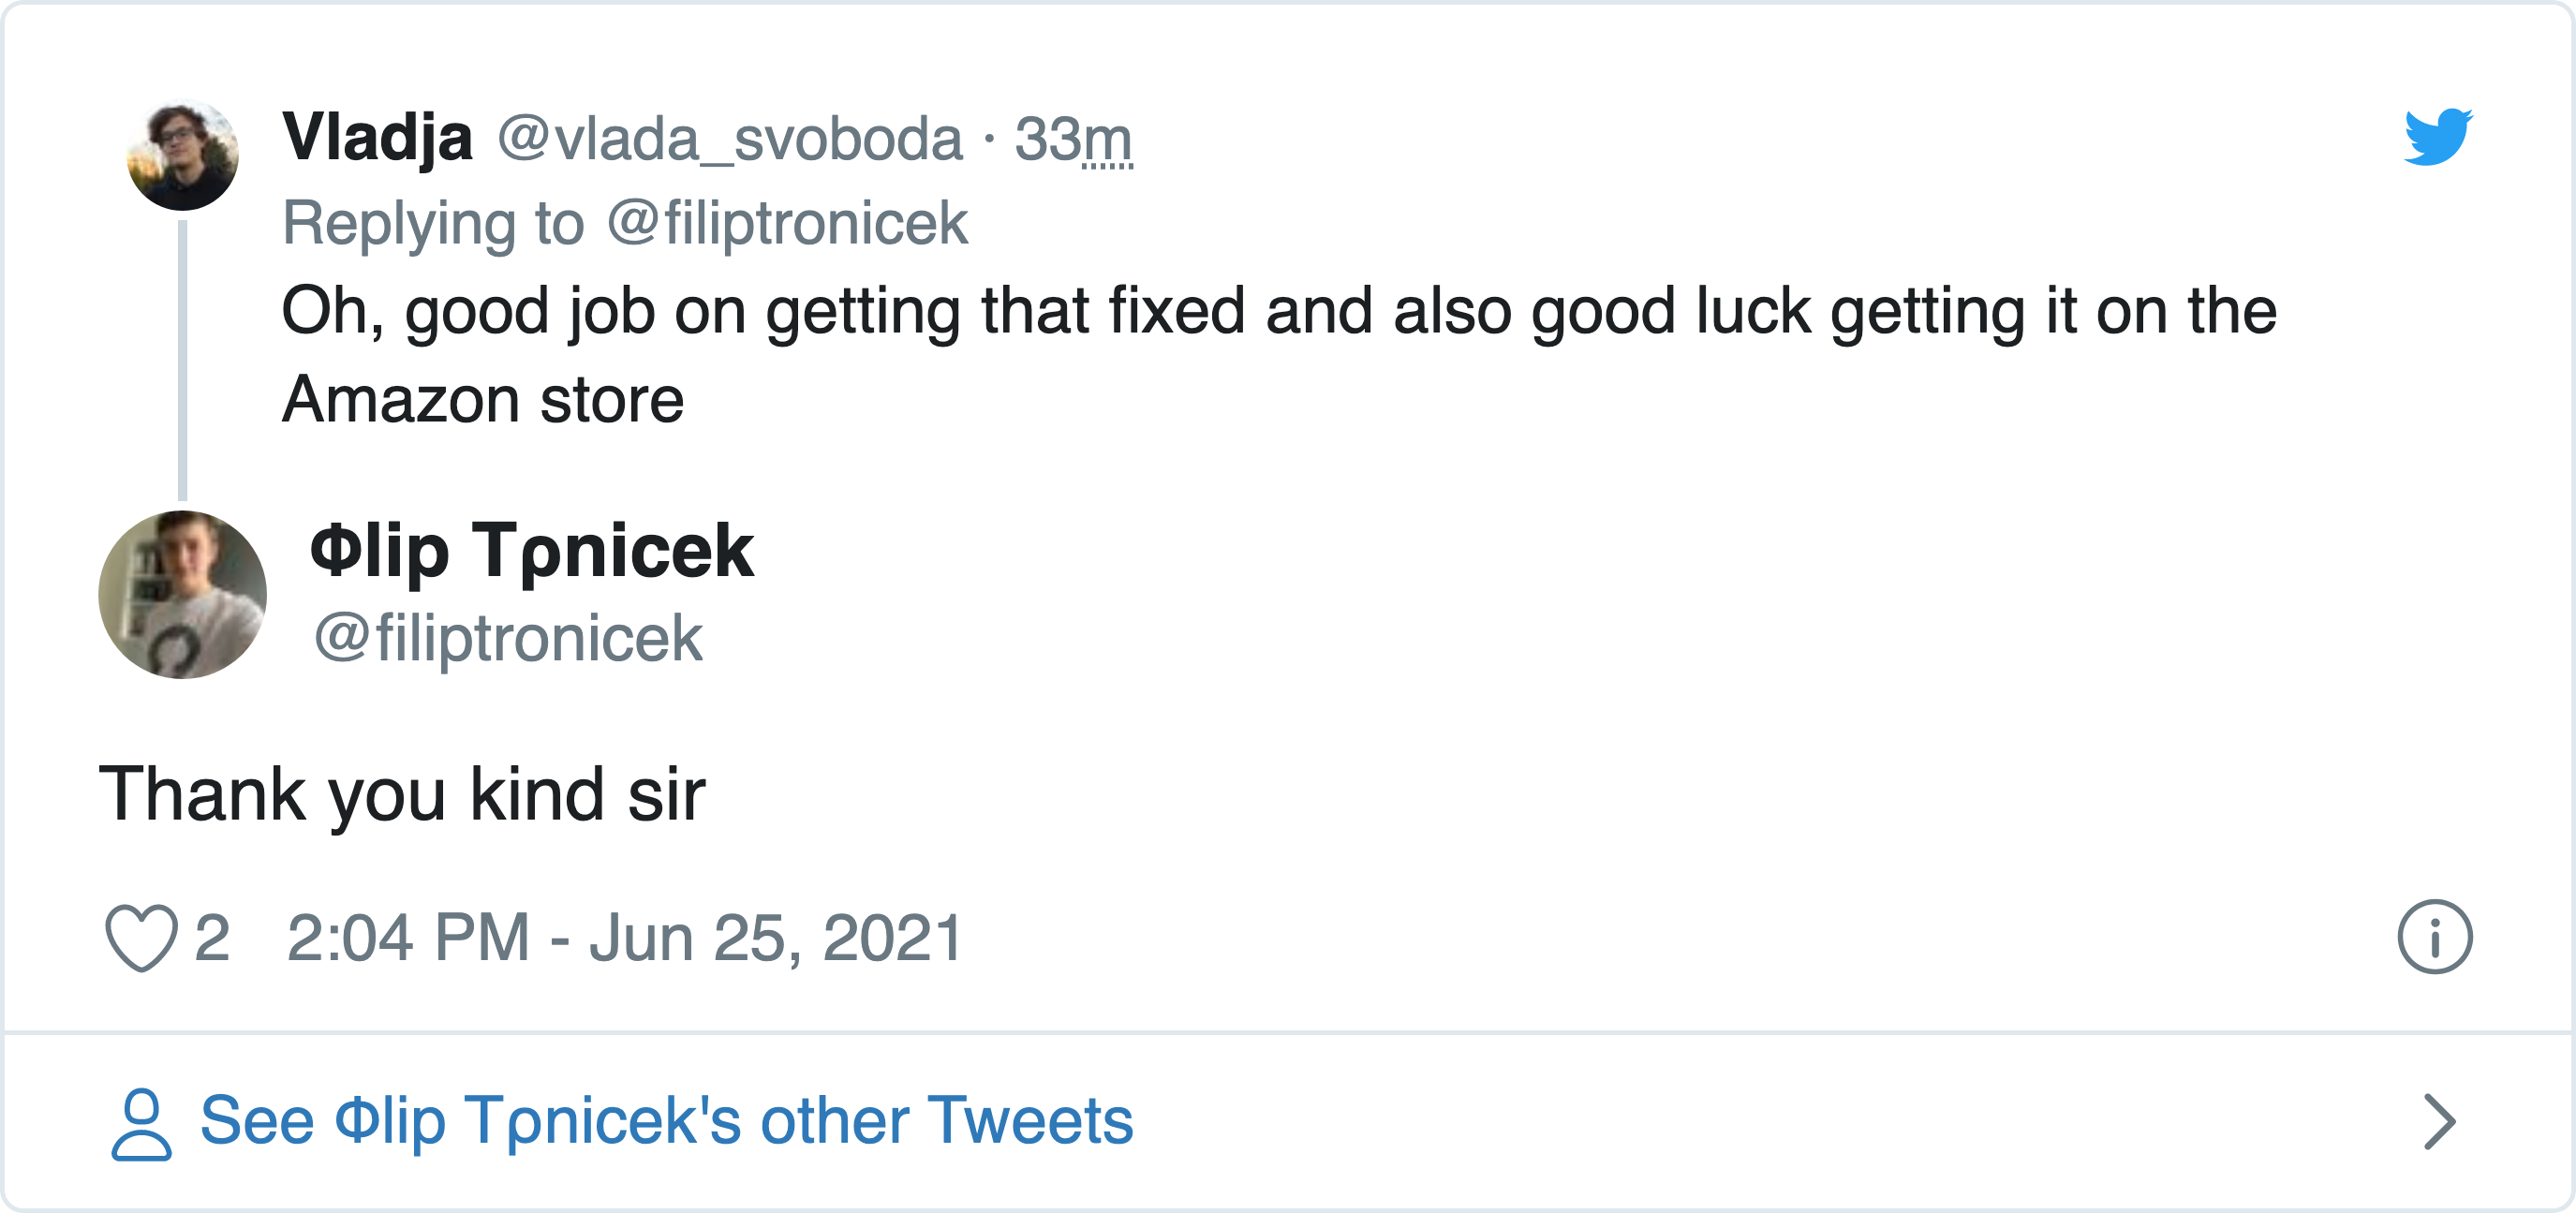 Vladja @vlada_svoboda · 33m
Replying to @filiptronicek
Oh, good job on getting that fixed and also good luck getting it on the
Amazon store
Φlip Tρnicek
@filiptronicek
Thank you kind sir
2 2:04 PM - Jun 25, 2021
See Φlip Tρnicek's other Tweets